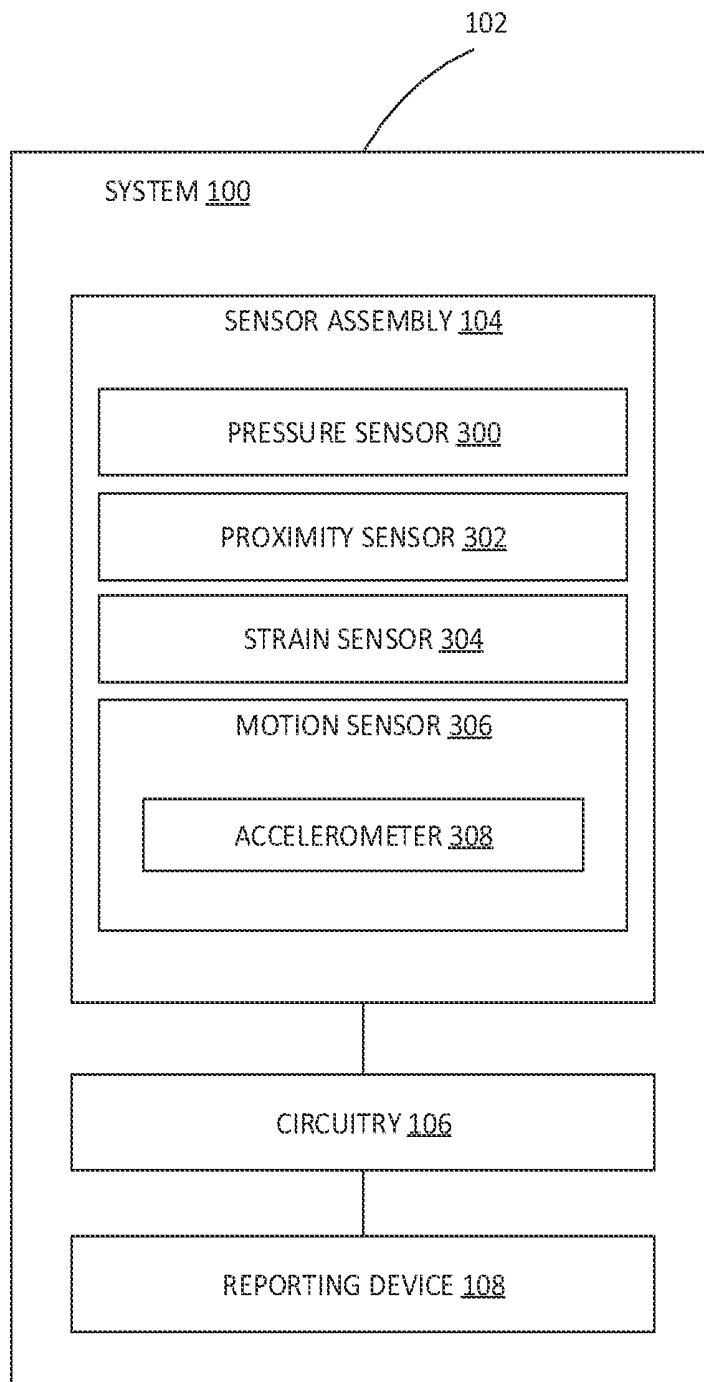 102
SYSTEM 100
SENSOR ASSEMBLY 104
PRESSURE SENSOR 300
PROXIMITY SENSOR 302
STRAIN SENSOR 304
MOTION SENSOR 306
ACCELEROMETER 308
CIRCUITRY 106
REPORTING DEVICE 108